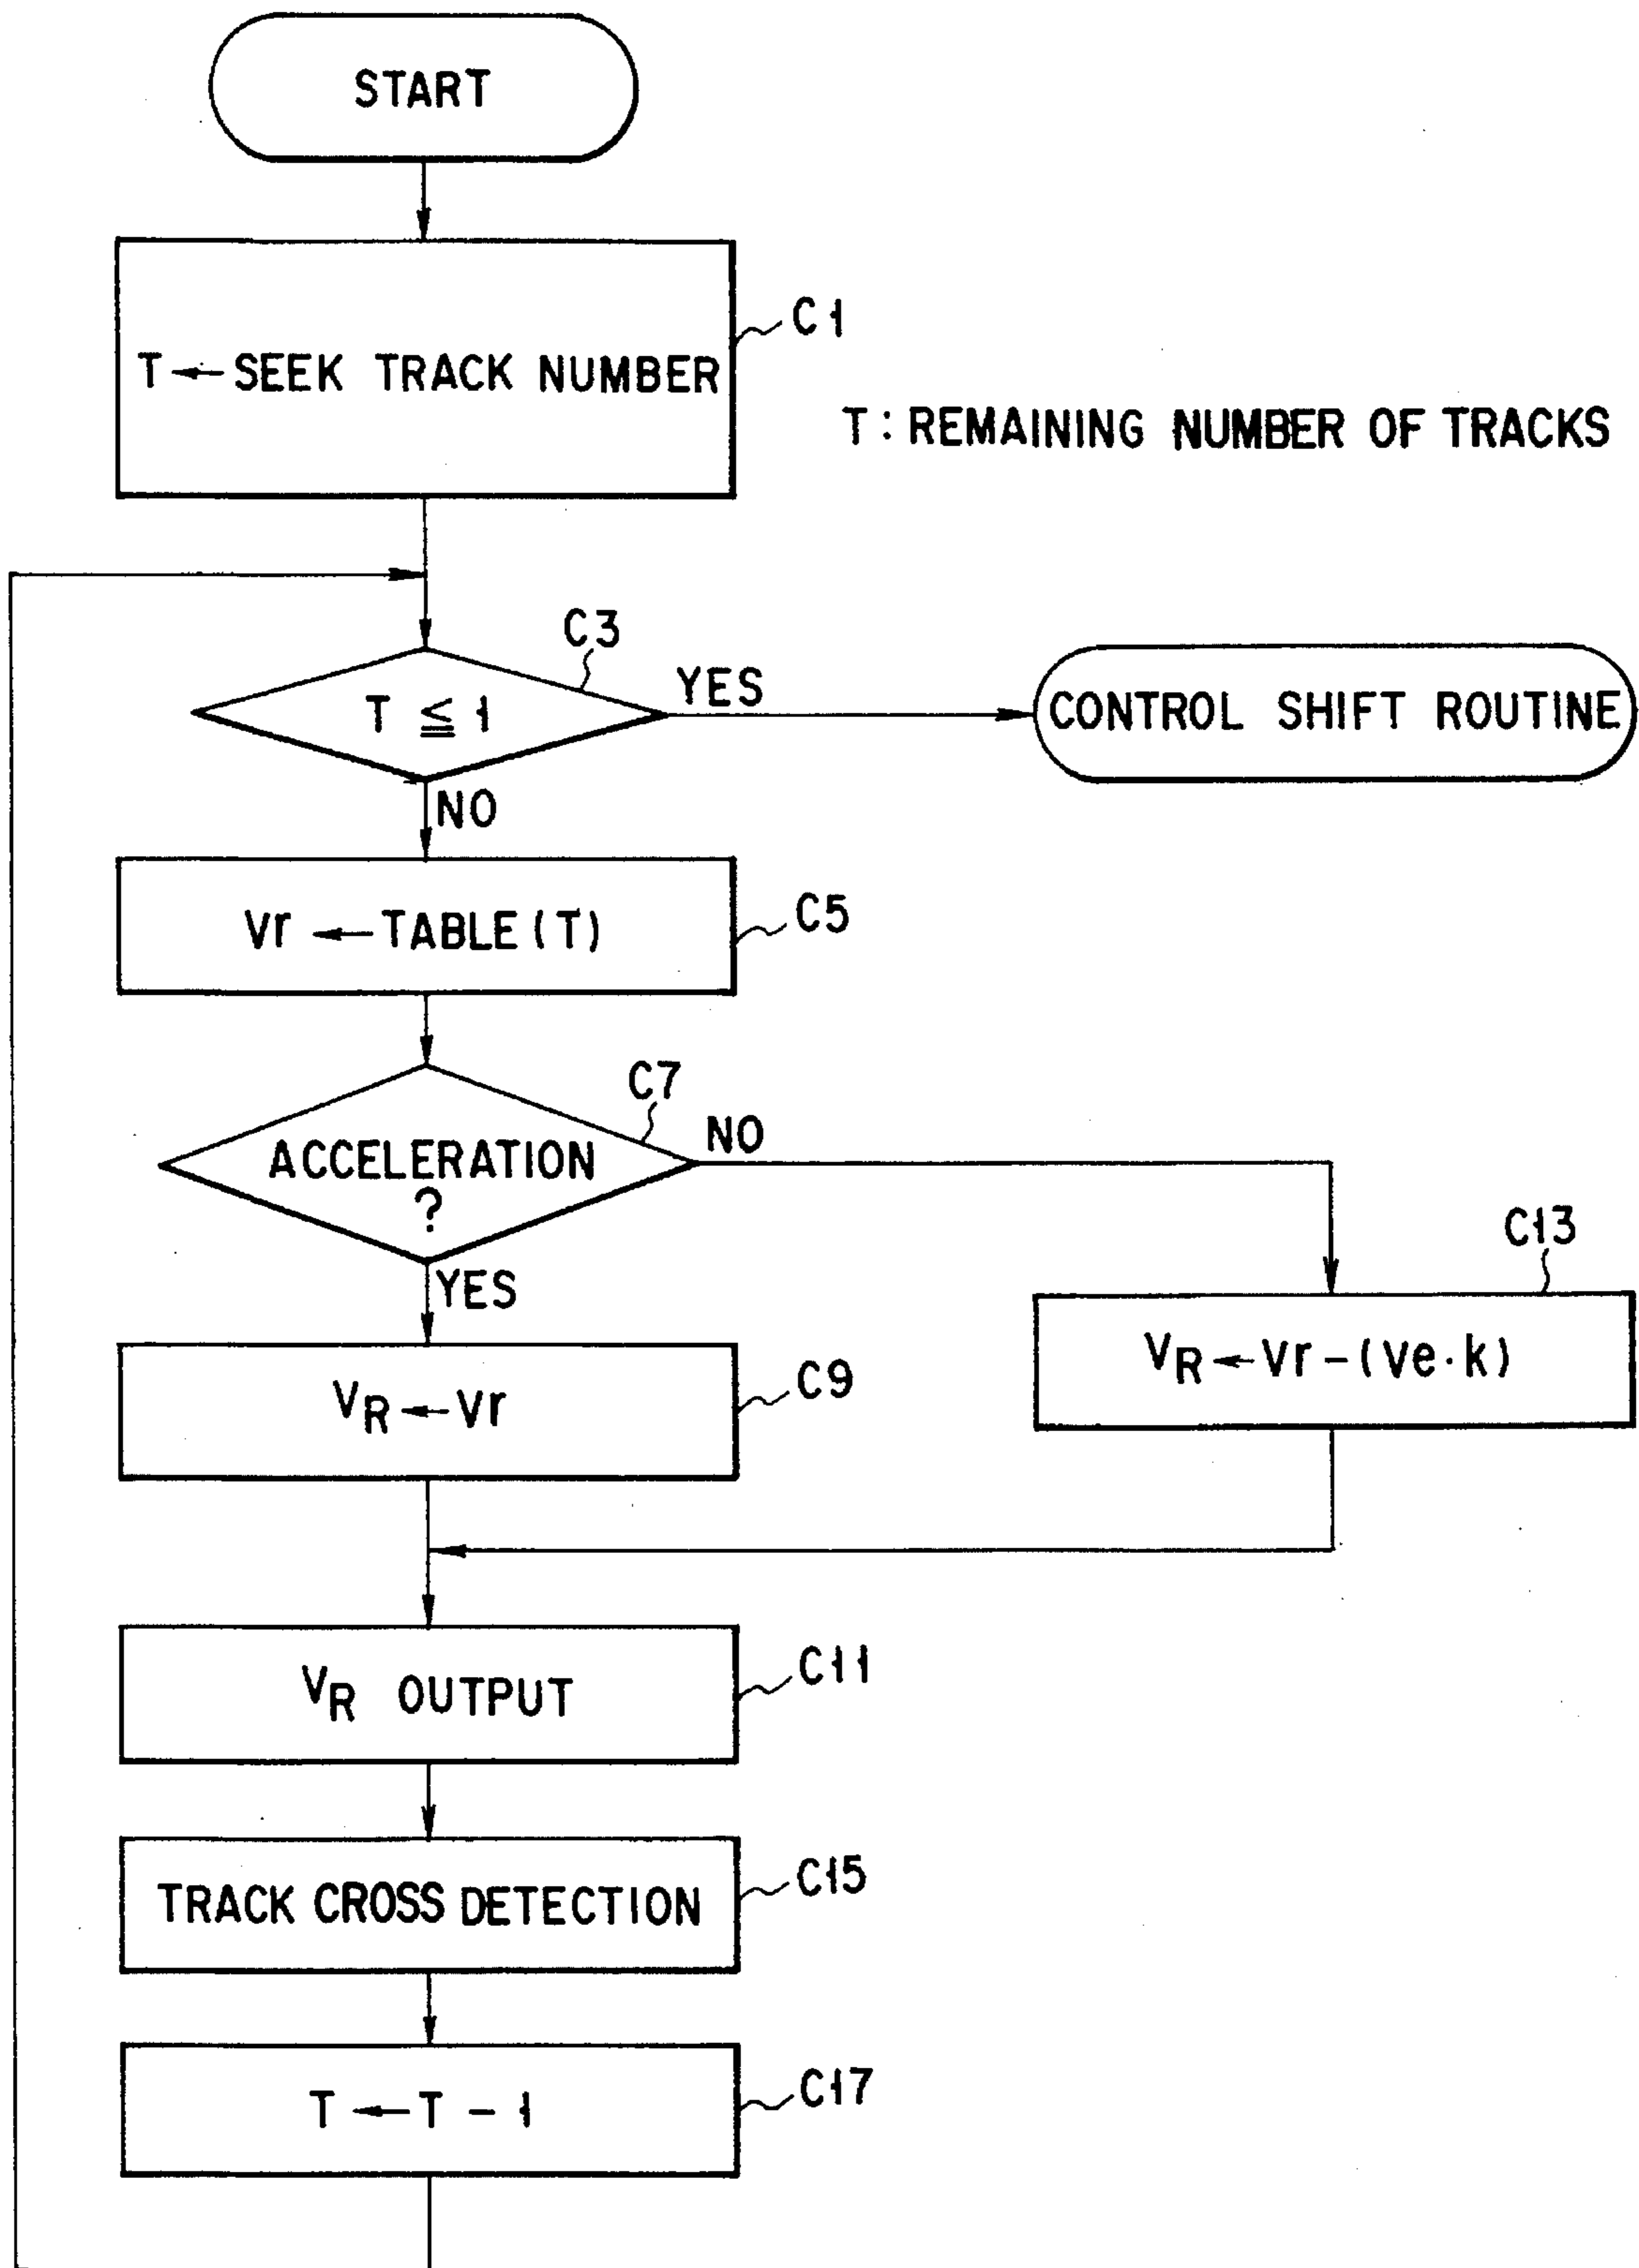 START
C1
T ← SEEK TRACK NUMBER
T : REMAINING NUMBER OF TRACKS
C3
T ≦ 1
YES
CONTROL SHIFT ROUTINE
NO
Vr ← TABLE (T)
C5
C7
ACCELERATION
?
NO
YES
C13
VR ← Vr – (Ve · k)
C9
VR ← Vr
C11
VR OUTPUT
C15
TRACK CROSS DETECTION
C17
T ← T – 1